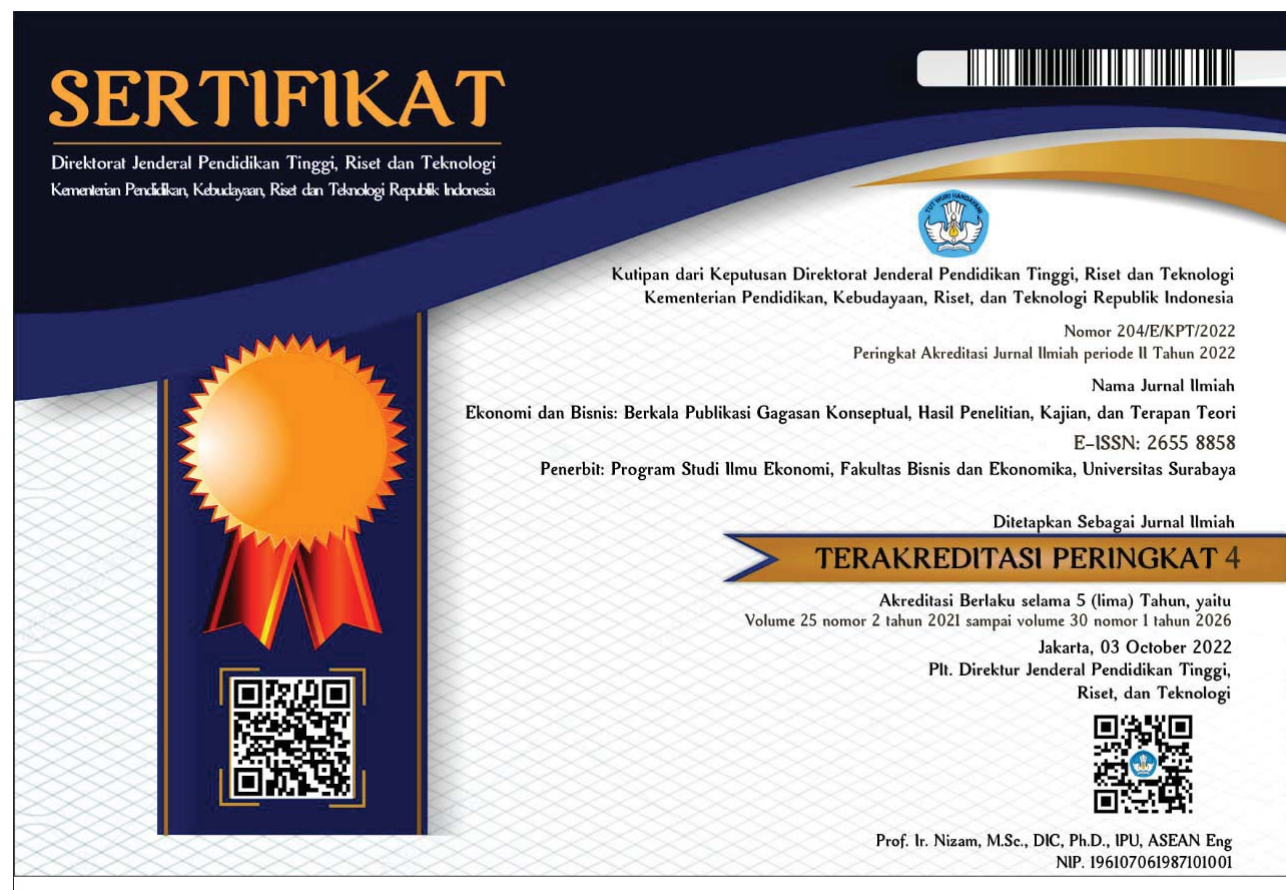 SERTIFIKAT
Direktorat Jenderal Pendidikan Tinggi, Riset dan Teknologi
Kementerian Pendidikan, Kebudayaan, Riset dan Teknologi Republik Indonesia
TUT WURI HANDAYANI
Kutipan dari Keputusan Direktorat Jenderal Pendidikan Tinggi, Riset dan Teknologi
Kementerian Pendidikan, Kebudayaan, Riset, dan Teknologi Republik Indonesia
Nomor 204/E/KPT/2022
Peringkat Akreditasi Jurnal Ilmiah periode II Tahun 2022
Nama Jurnal Ilmiah
Ekonomi dan Bisnis: Berkala Publikasi Gagasan Konseptual, Hasil Penelitian, Kajian, dan Terapan Teori
E-ISSN: 2655 8858
Penerbit: Program Studi Ilmu Ekonomi, Fakultas Bisnis dan Ekonomika, Universitas Surabaya
Ditetapkan Sebagai Jurnal Ilmiah
TERAKREDITASI PERINGKAT 4
Akreditasi Berlaku selama 5 (lima) Tahun, yaitu
Volume 25 nomor 2 tahun 2021 sampai volume 30 nomor 1 tahun 2026
Jakarta, 03 October 2022
Plt. Direktur Jenderal Pendidikan Tinggi,
Riset, dan Teknologi
Prof. Ir. Nizam, M.Sc., DIC, Ph.D., IPU, ASEAN Eng
NIP. 196107061987101001